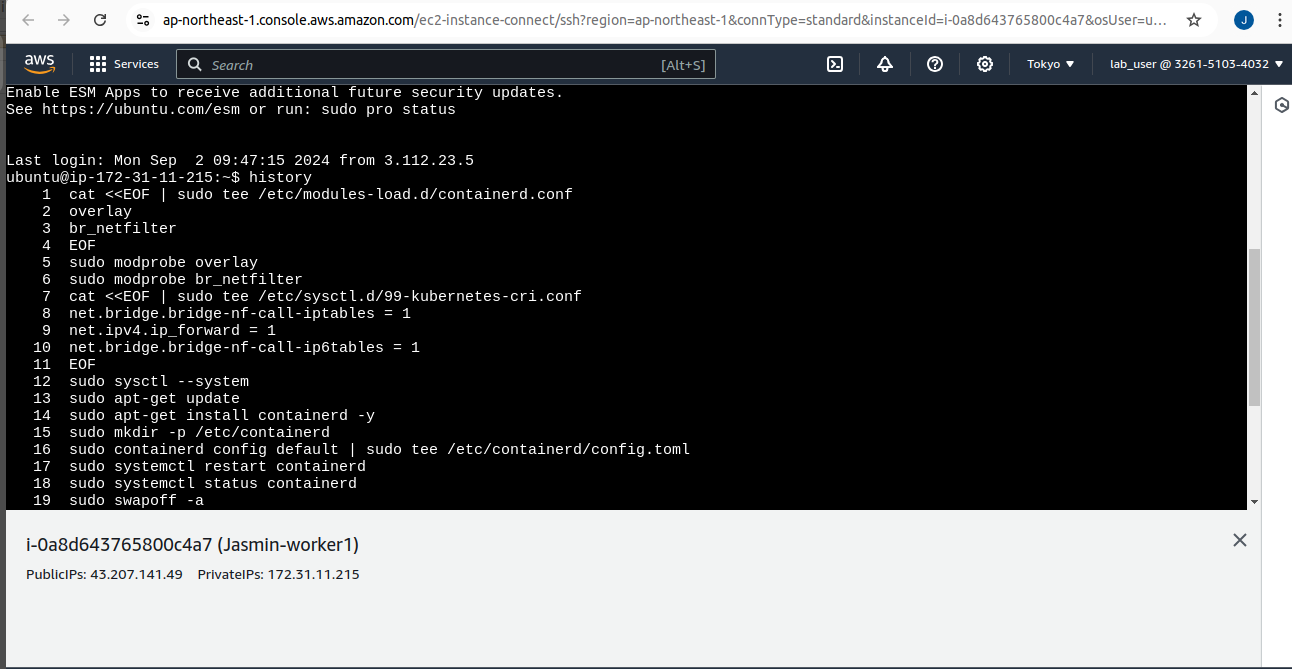 ap-northeast-1.console.aws.amazon.com/ec2-instance-connect/ssh?region=ap-northeast-1&connType=standard&instanceId=i-0a8d643765800c4a7&osUser=u...
J
aws Services Search [Alt+S] Tokyo lab_user @ 3261-5103-4032
Enable ESM Apps to receive additional future security updates.
See https://ubuntu.com/esm or run: sudo pro status
Last login: Mon Sep  2 09:47:15 2024 from 3.112.23.5
ubuntu@ip-172-31-11-215:~$ history
1  cat <<EOF | sudo tee /etc/modules-load.d/containerd.conf
2  overlay
3  br_netfilter
4  EOF
5  sudo modprobe overlay
6  sudo modprobe br_netfilter
7  cat <<EOF | sudo tee /etc/sysctl.d/99-kubernetes-cri.conf
8  net.bridge.bridge-nf-call-iptables = 1
9  net.ipv4.ip_forward = 1
10  net.bridge.bridge-nf-call-ip6tables = 1
11  EOF
12  sudo sysctl --system
13  sudo apt-get update
14  sudo apt-get install containerd -y
15  sudo mkdir -p /etc/containerd
16  sudo containerd config default | sudo tee /etc/containerd/config.toml
17  sudo systemctl restart containerd
18  sudo systemctl status containerd
19  sudo swapoff -a
i-0a8d643765800c4a7 (Jasmin-worker1)
PublicIPs: 43.207.141.49 PrivateIPs: 172.31.11.215